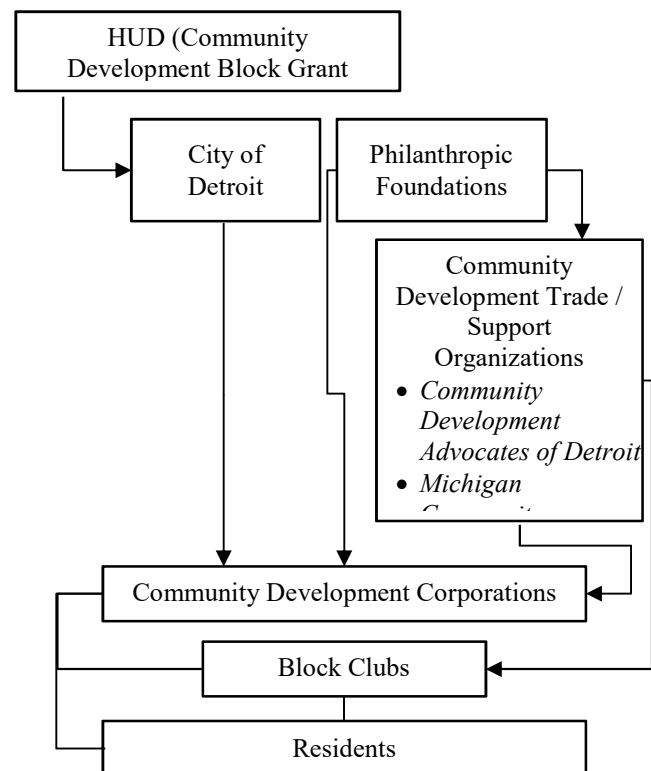 HUD (Community
Development Block Grant
City of
Detroit
Philanthropic
Foundations
Community
Development Trade /
Support
Organizations
• Community
Development
Advocates of Detroit
• Michigan
Community Development Corporations
Block Clubs
Residents